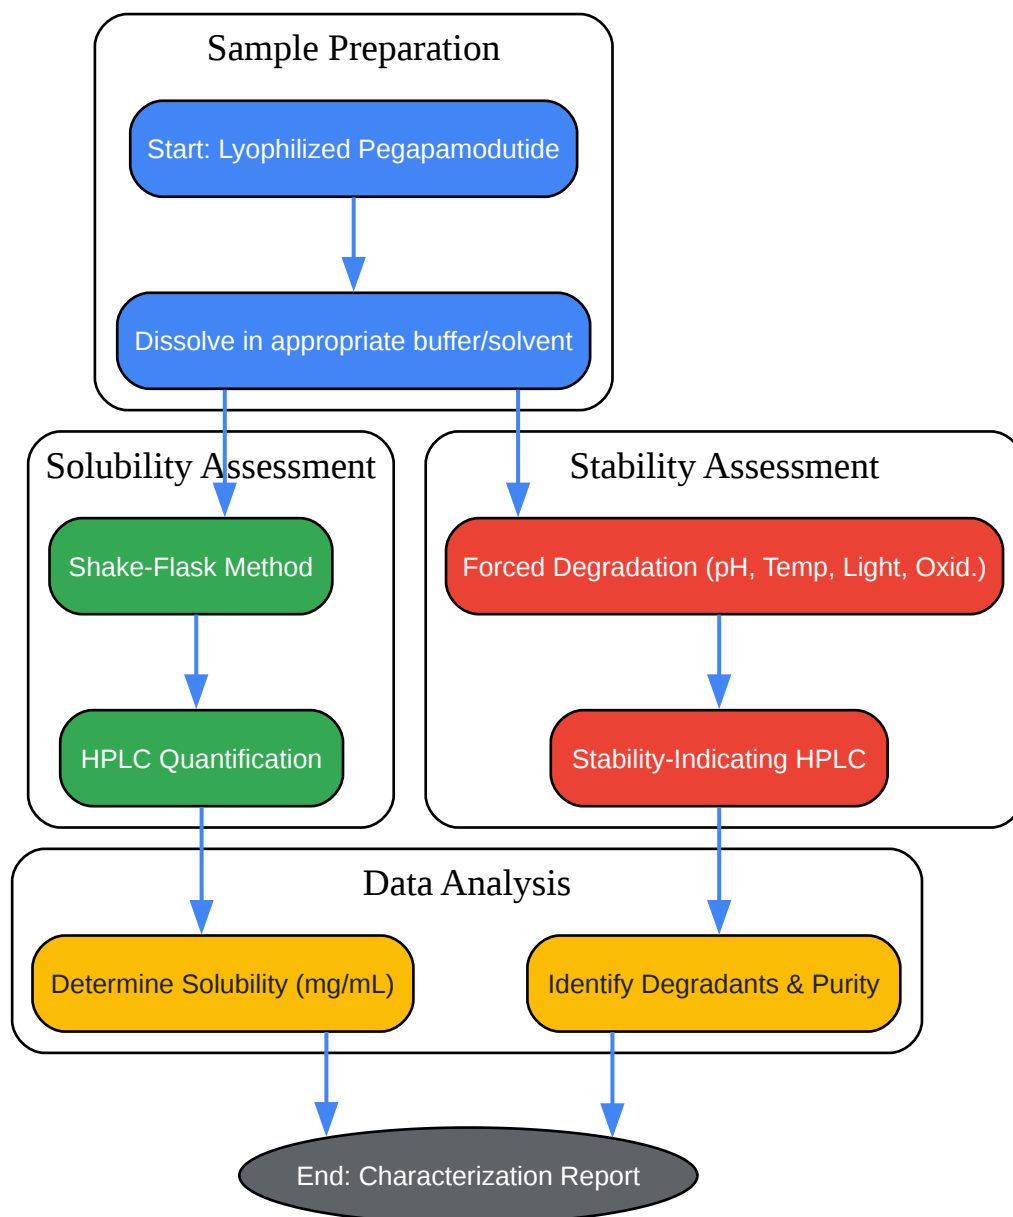 Sample Preparation
Start: Lyophilized Pegapamodutide
Dissolve in appropriate buffer/solvent
Solubility Assessment
Shake-Flask Method
HPLC Quantification
Stability Assessment
Forced Degradation (pH, Temp, Light, Oxid.)
Stability-Indicating HPLC
Data Analysis
Determine Solubility (mg/mL)
Identify Degradants & Purity
End: Characterization Report